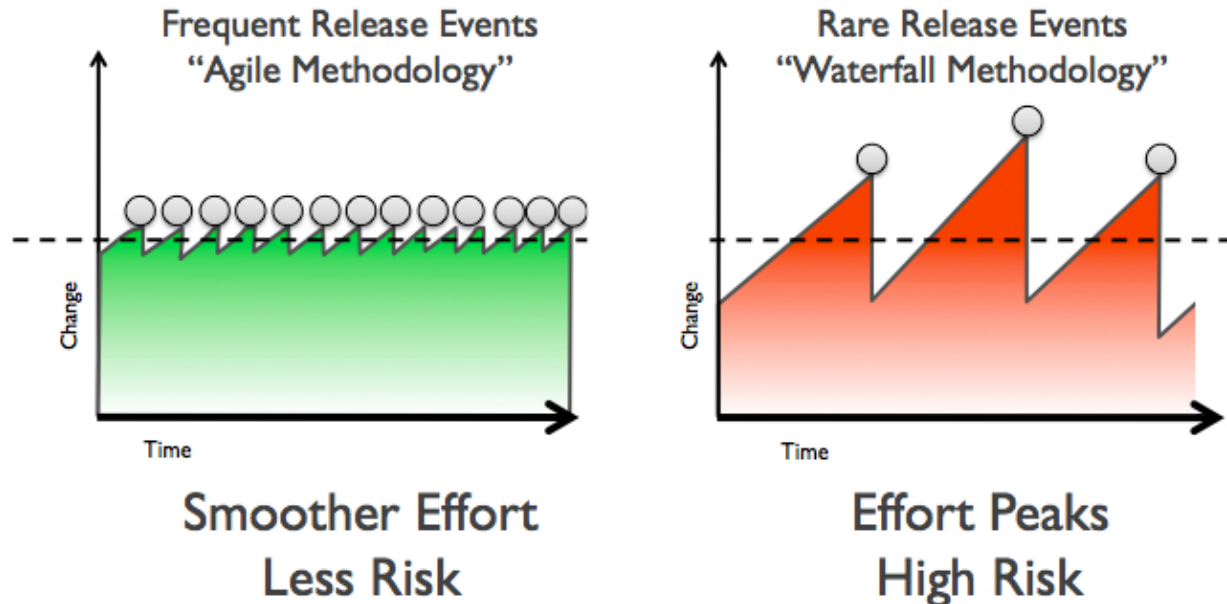 Frequent Release Events
“Agile Methodology”
Change
Time
Smoother Effort
Less Risk
Rare Release Events
“Waterfall Methodology”
Change
Time
Effort Peaks
High Risk